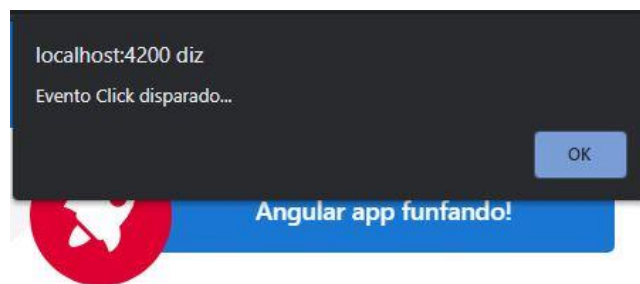 localhost:4200 diz
Evento Click disparado...
OK
Angular app funfando!